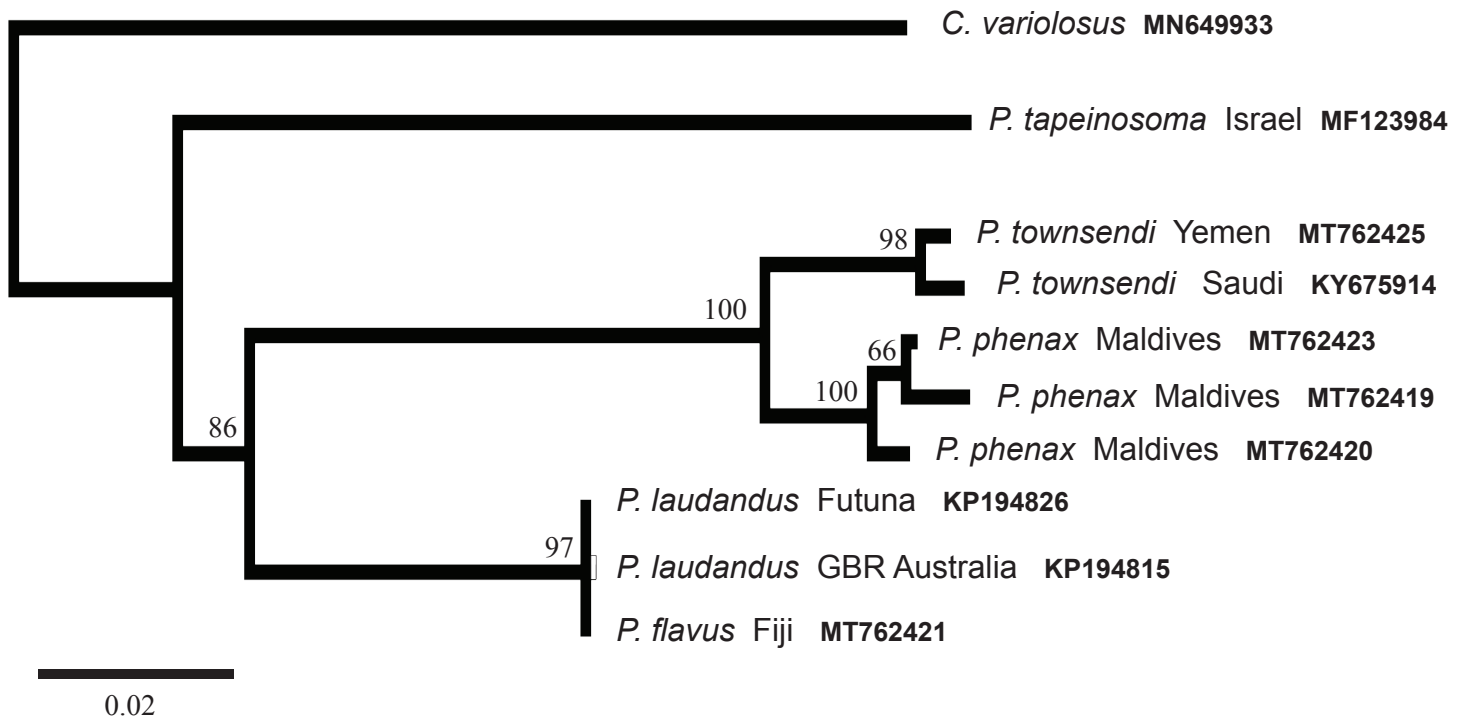 C. variolosus MN649933
P. tapeinosoma Israel MF123984
98 P. townsendi Yemen MT762425
P. townsendi Saudi KY675914
100
P. phenax Maldives MT762423
66
100 P. phenax Maldives MT762419
86 P. phenax Maldives MT762420
P. laudandus Futuna KP194826
97
P. laudandus GBR Australia KP194815
P. flavus Fiji MT762421
0.02